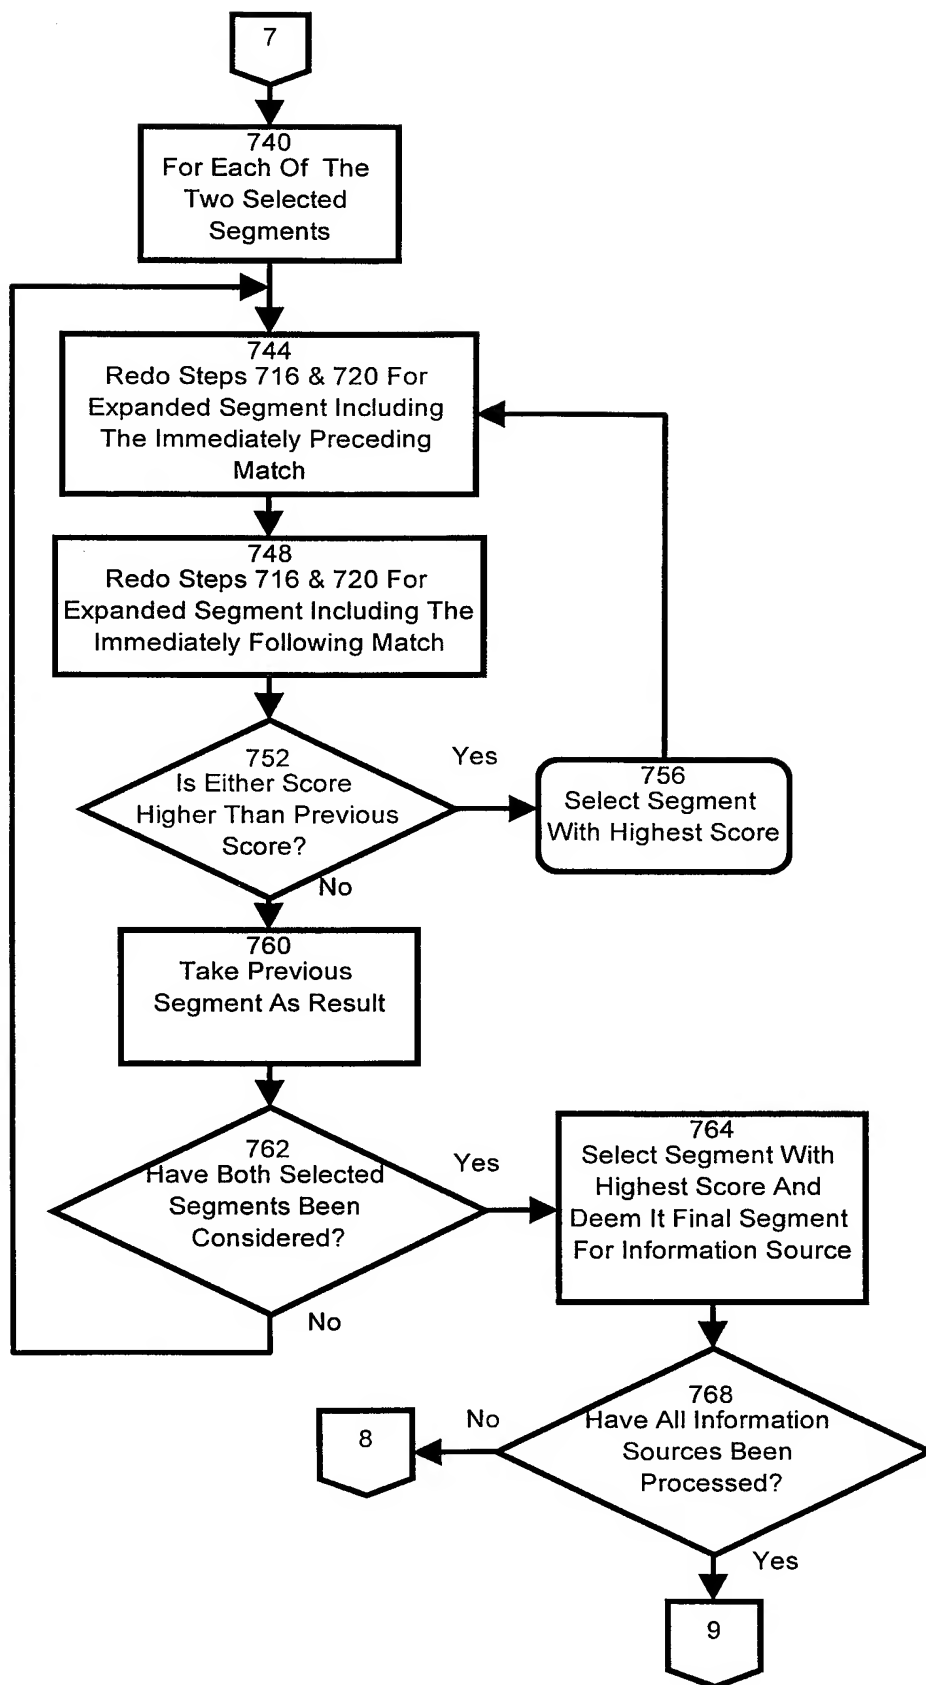 7
740
For Each Of The
Two Selected
Segments
744
Redo Steps 716 & 720 For
Expanded Segment Including
The Immediately Preceding
Match
748
Redo Steps 716 & 720 For
Expanded Segment Including The
Immediately Following Match
752
Is Either Score
Higher Than Previous
Score?
Yes
756
Select Segment
With Highest Score
No
760
Take Previous
Segment As Result
762
Have Both Selected
Segments Been
Considered?
Yes
No
764
Select Segment With
Highest Score And
Deem It Final Segment
For Information Source
768
Have All Information
Sources Been
Processed?
No
8
Yes
9